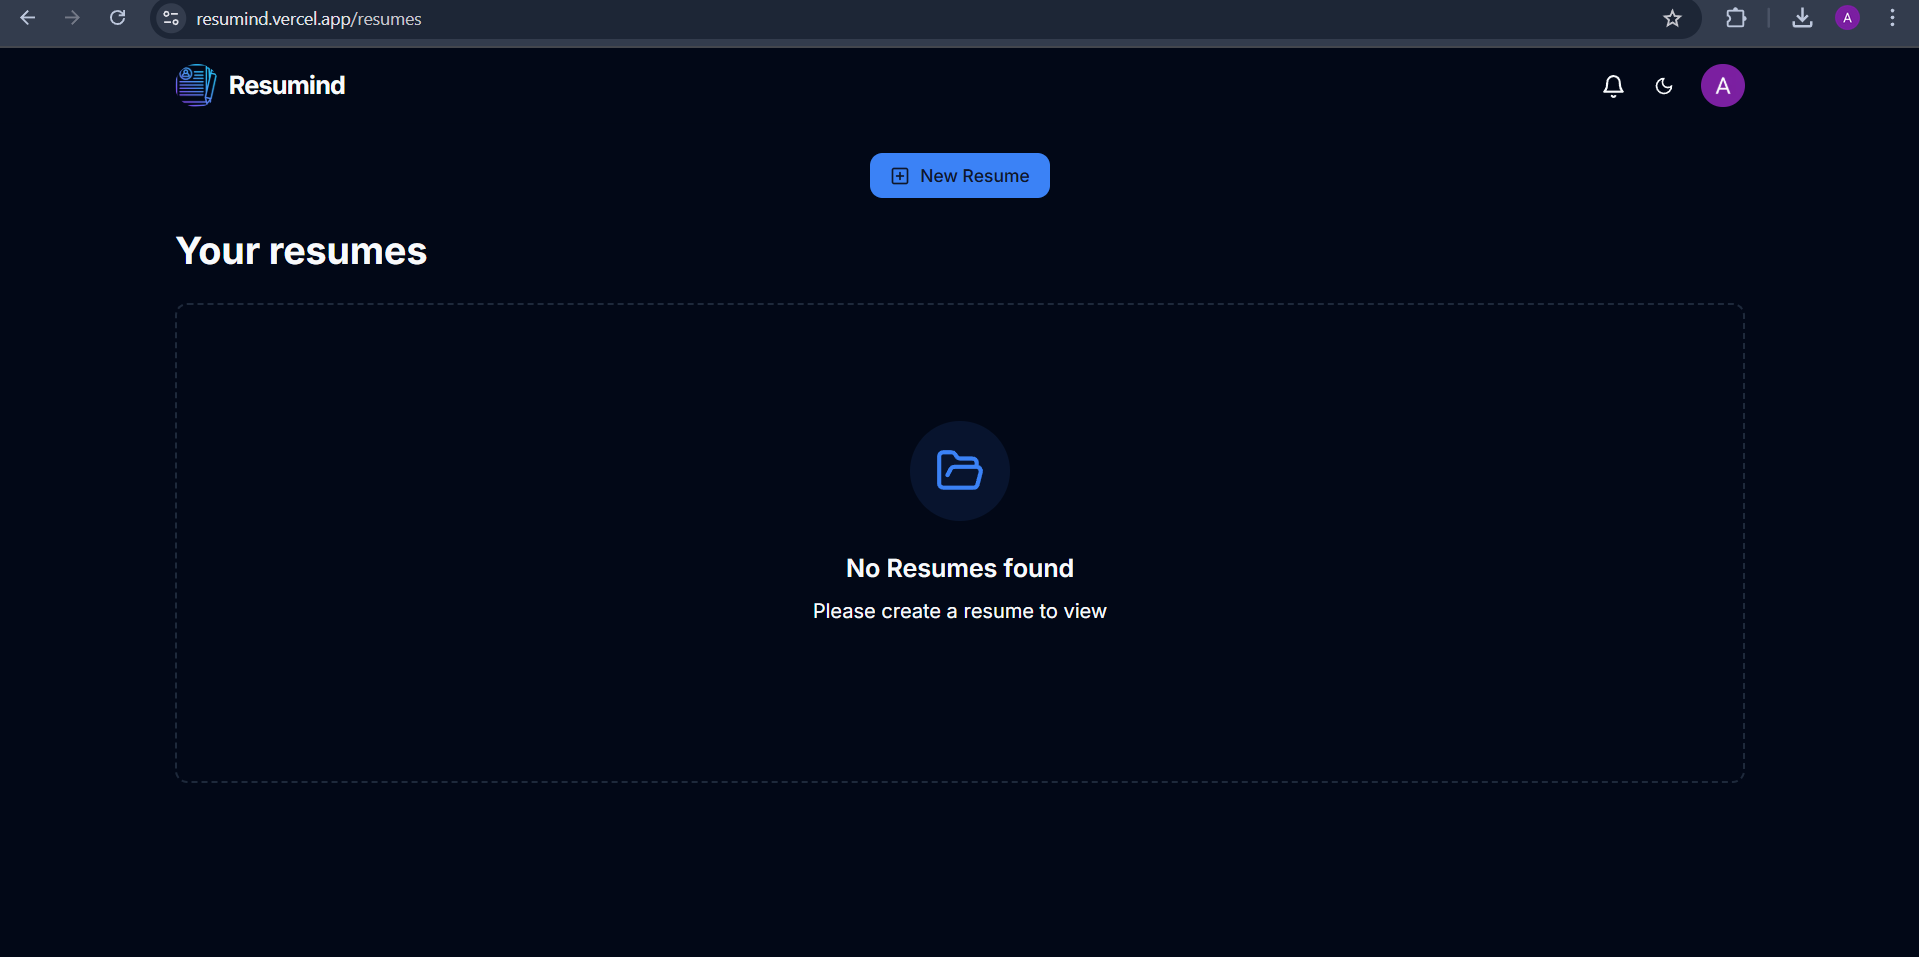 resumind.vercel.app/resumes
A
Resumind
A
New Resume
Your resumes
No Resumes found
Please create a resume to view